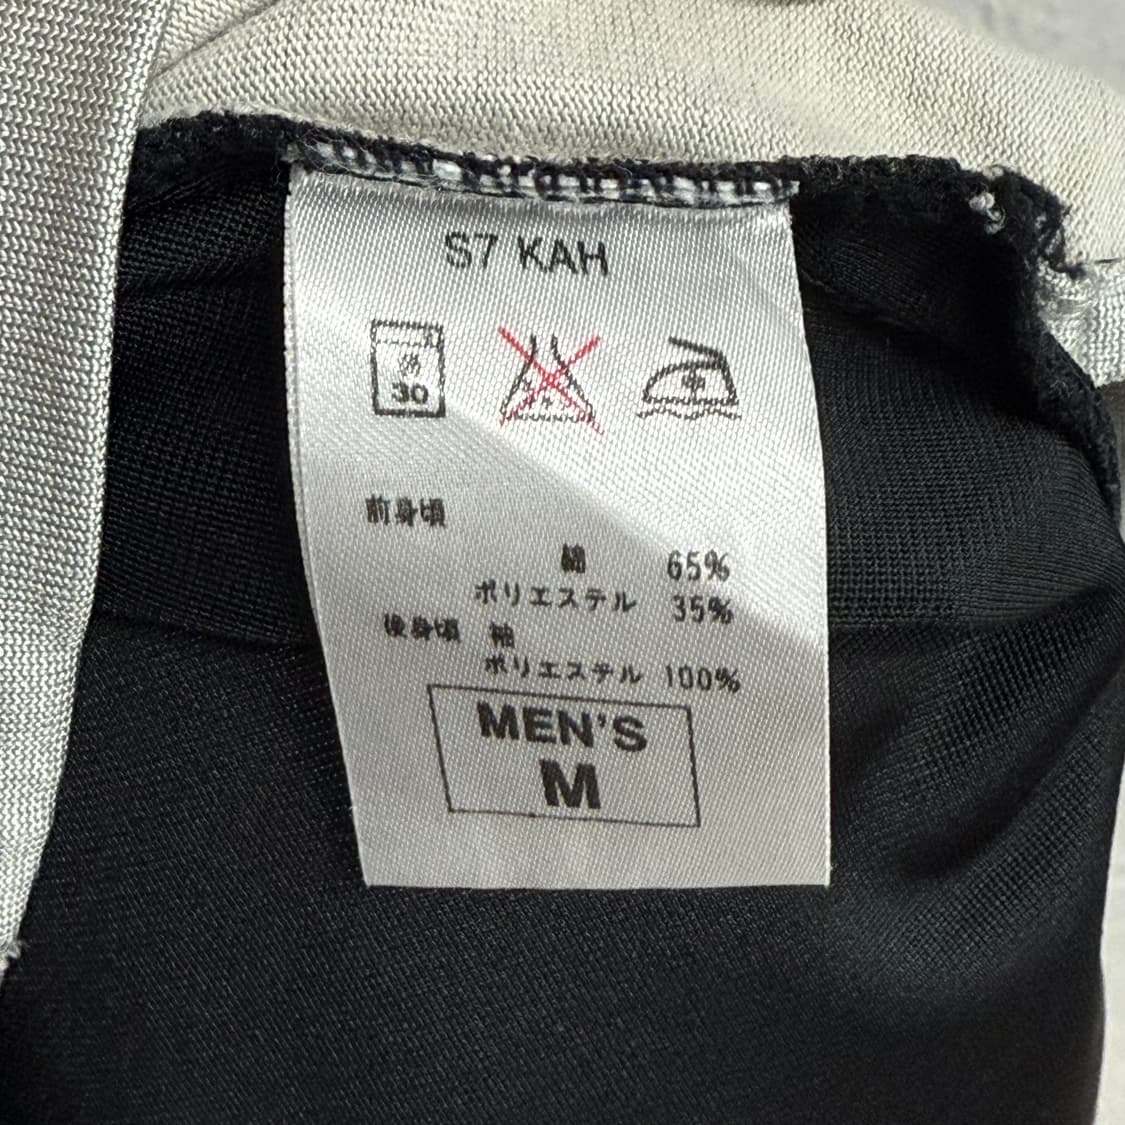 S7 KAH
30
前身頃
綿 65%
ポリエステル 35%
後身頃 袖
ポリエステル 100%
MEN'S
M